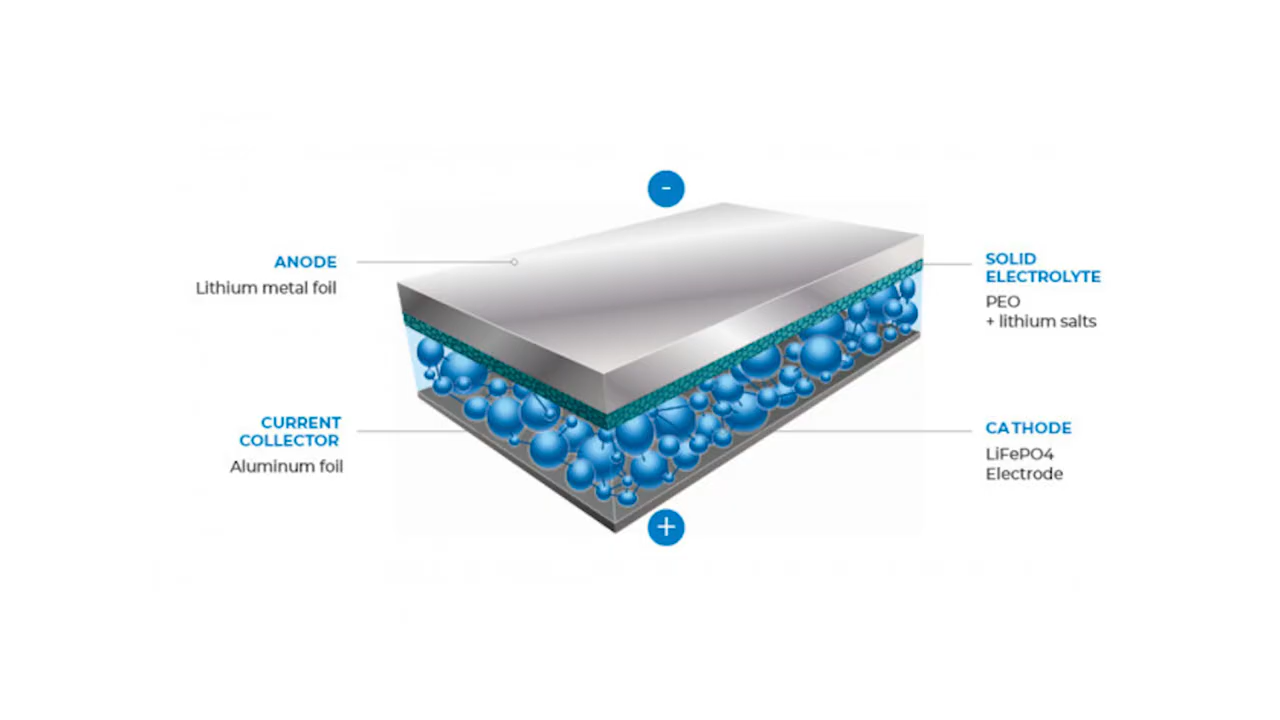 -
ANODE
Lithium metal foil
SOLID
ELECTROLYTE
PEO
+ lithium salts
CURRENT
COLLECTOR
Aluminum foil
CATHODE
LiFePO4
Electrode
+